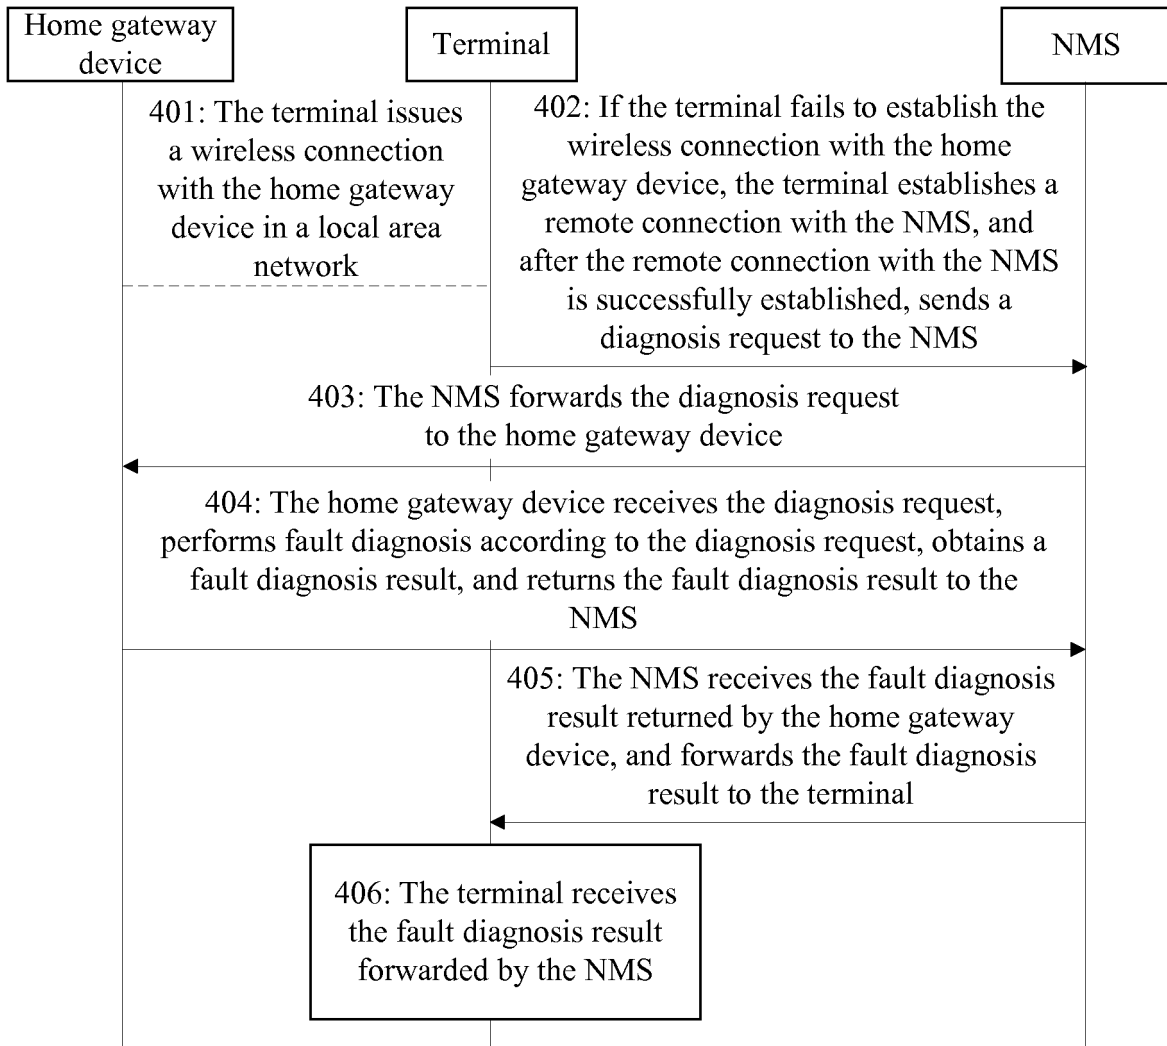 Home gateway
device
Terminal
NMS
401: The terminal issues
a wireless connection
with the home gateway
device in a local area
network
402: If the terminal fails to establish the
wireless connection with the home
gateway device, the terminal establishes a
remote connection with the NMS, and
after the remote connection with the NMS
is successfully established, sends a
diagnosis request to the NMS
403: The NMS forwards the diagnosis request
to the home gateway device
404: The home gateway device receives the diagnosis request,
performs fault diagnosis according to the diagnosis request, obtains a
fault diagnosis result, and returns the fault diagnosis result to the
NMS
405: The NMS receives the fault diagnosis
result returned by the home gateway
device, and forwards the fault diagnosis
result to the terminal
406: The terminal receives
the fault diagnosis result
forwarded by the NMS